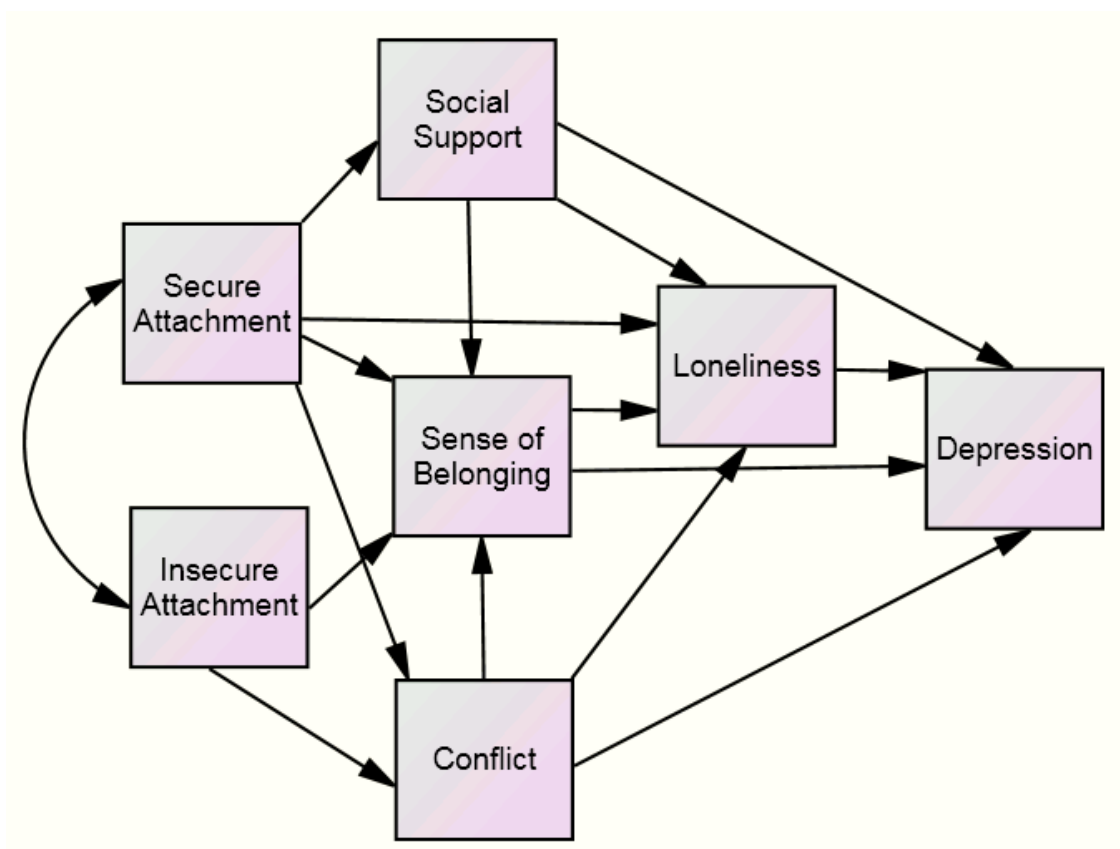 Social
Support
Secure
Attachment
Loneliness
Sense of
Belonging
Depression
Insecure
Attachment
Conflict